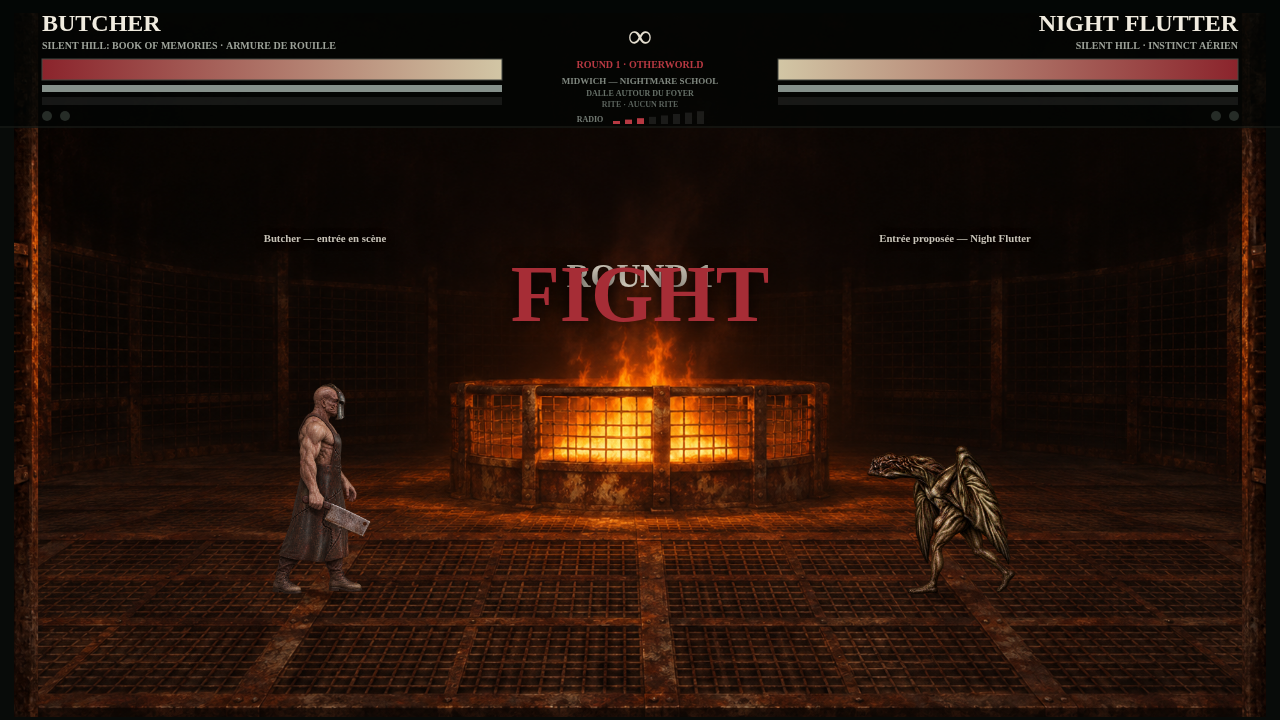 BUTCHER
SILENT HILL: BOOK OF MEMORIES · ARMURE DE ROUILLE
∞
NIGHT FLUTTER
SILENT HILL · INSTINCT AÉRIEN
ROUND 1 · OTHERWORLD
MIDWICH — NIGHTMARE SCHOOL
DALLE AUTOUR DU FOYER
RITE · AUCUN RITE
RADIO
Butcher — entrée en scène
Entrée proposée — Night Flutter
ROUND 1
FIGHT